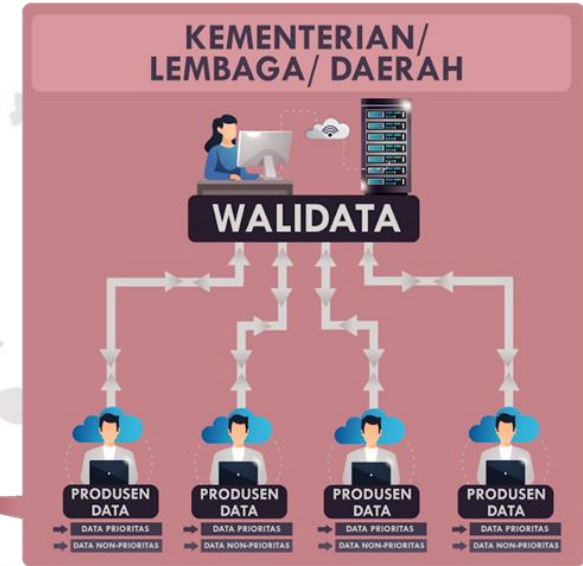 KEMENTERIAN/
LEMBAGA/ DAERAH
WALIDATA
PRODUSEN
DATA
DATA PRIORITAS
DATA NON-PRIORITAS
PRODUSEN
DATA
DATA PRIORITAS
DATA NON-PRIORITAS
PRODUSEN
DATA
DATA PRIORITAS
DATA NON-PRIORITAS
PRODUSEN
DATA
DATA PRIORITAS
DATA NON-PRIORITAS